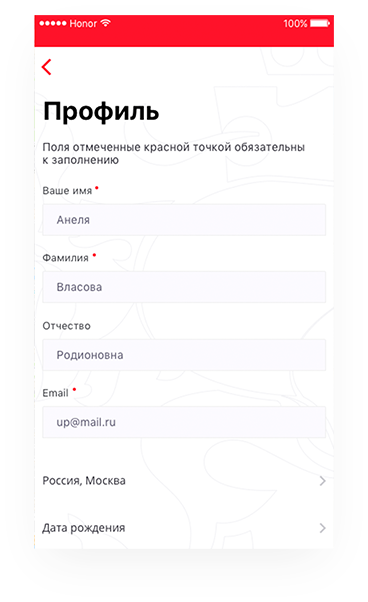 Honor 100%
Профиль
Поля отмеченные красной точкой обязательны
к заполнению
Ваше имя
Анеля
Фамилия
Власова
Отчество
Родионовна
Email
up@mail.ru
Россия, Москва
Дата рождения